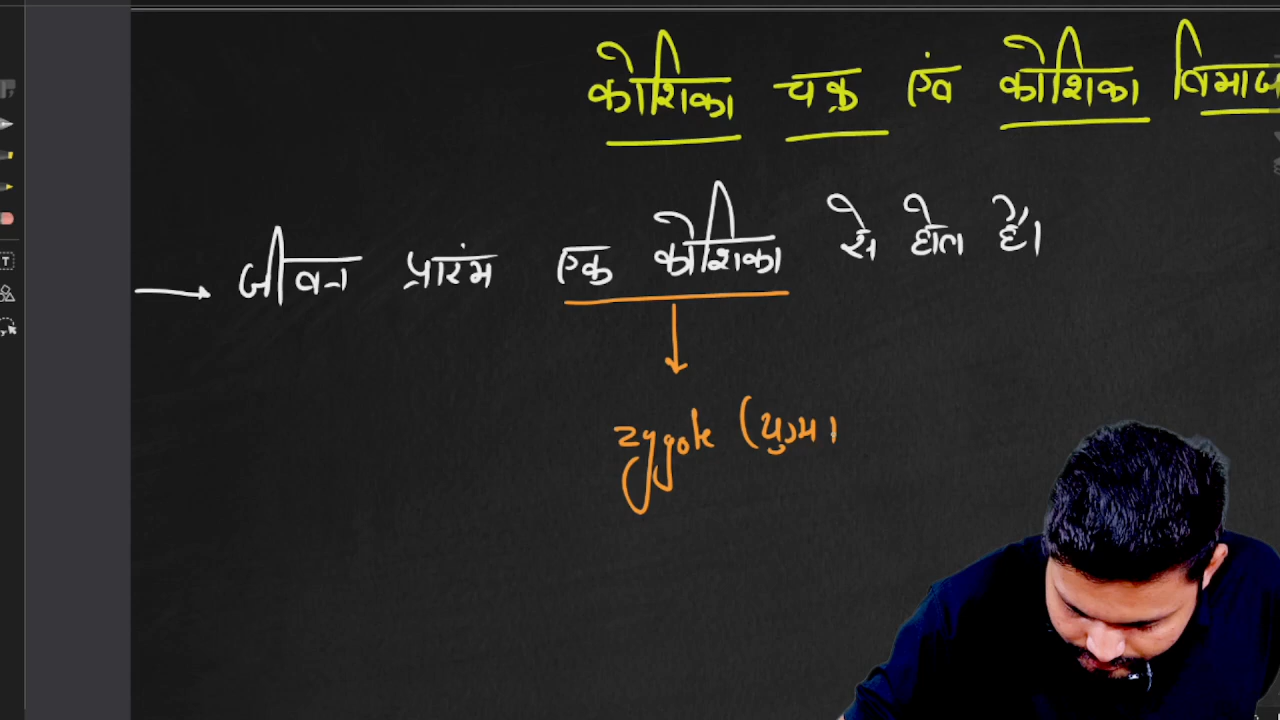 कोशिका चक्र एवं कोशिका विभाज
→ जीवन प्रारंभ एक कोशिका से होता है।
↓
zygote (युग्म।